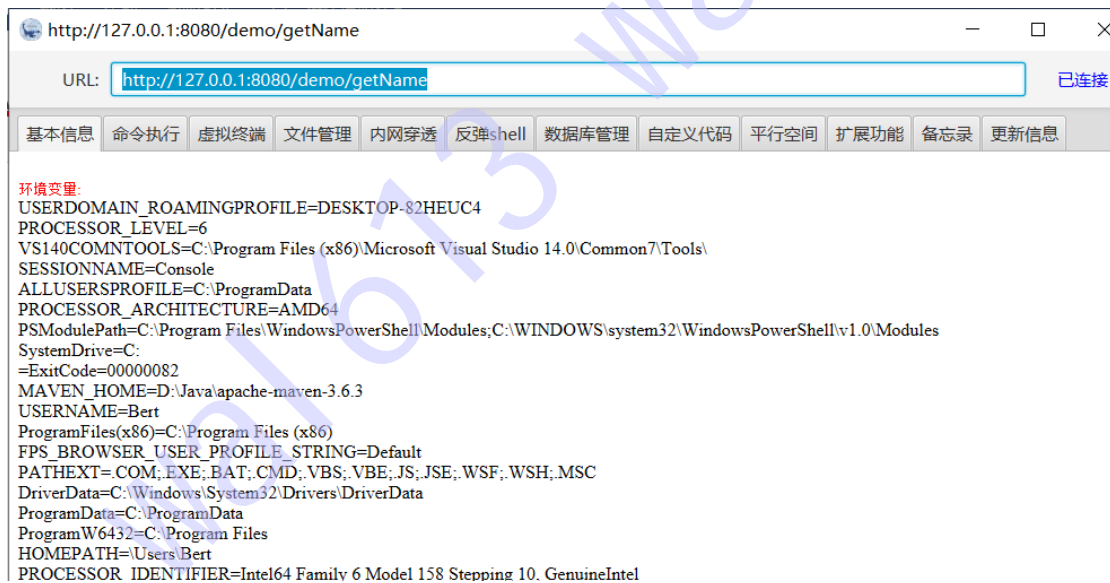 http://127.0.0.1:8080/demo/getName
URL: http://127.0.0.1:8080/demo/getName 已连接
基本信息 命令执行 虚拟终端 文件管理 内网穿透 反弹shell 数据库管理 自定义代码 平行空间 扩展功能 备忘录 更新信息
环境变量:
USERDOMAIN_ROAMINGPROFILE=DESKTOP-82HEUC4
PROCESSOR_LEVEL=6
VS140COMNTOOLS=C:\Program Files (x86)\Microsoft Visual Studio 14.0\Common7\Tools\
SESSIONNAME=Console
ALLUSERSPROFILE=C:\ProgramData
PROCESSOR_ARCHITECTURE=AMD64
PSModulePath=C:\Program Files\WindowsPowerShell\Modules;C:\WINDOWS\system32\WindowsPowerShell\v1.0\Modules
SystemDrive=C:
=ExitCode=00000082
MAVEN_HOME=D:\Java\apache-maven-3.6.3
USERNAME=Bert
ProgramFiles(x86)=C:\Program Files (x86)
FPS_BROWSER_USER_PROFILE_STRING=Default
PATHEXT=.COM;.EXE;.BAT;.CMD;.VBS;.VBE;.JS;.JSE;.WSF;.WSH;.MSC
DriverData=C:\Windows\System32\Drivers\DriverData
ProgramData=C:\ProgramData
ProgramW6432=C:\Program Files
HOMEPATH=\Users\Bert
PROCESSOR_IDENTIFIER=Intel64 Family 6 Model 158 Stepping 10, GenuineIntel